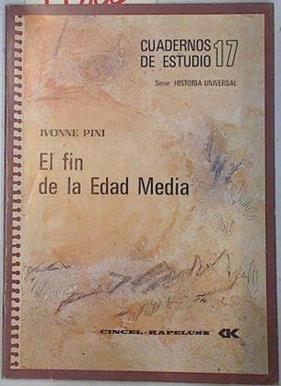 CUADERNOS
DE ESTUDIO 17
Serie: HISTORIA UNIVERSAL
IVONNE PINI
El fin
de la Edad Media
CINCEL-KAPELUSZ CK